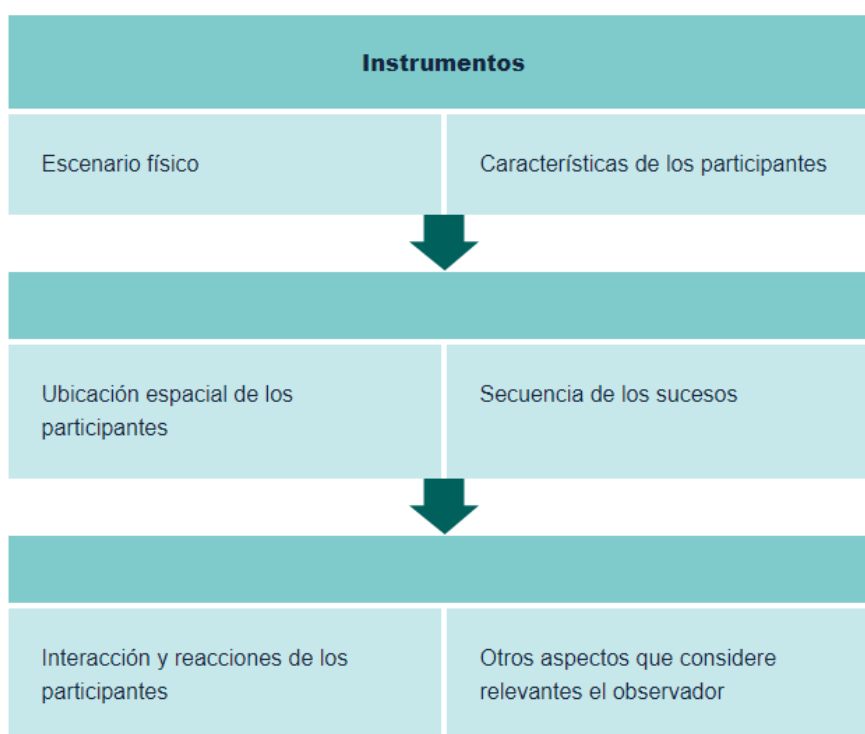 Instrumentos
Escenario físico
Características de los participantes
Ubicación espacial de los
participantes
Secuencia de los sucesos
Interacción y reacciones de los
participantes
Otros aspectos que considere
relevantes el observador